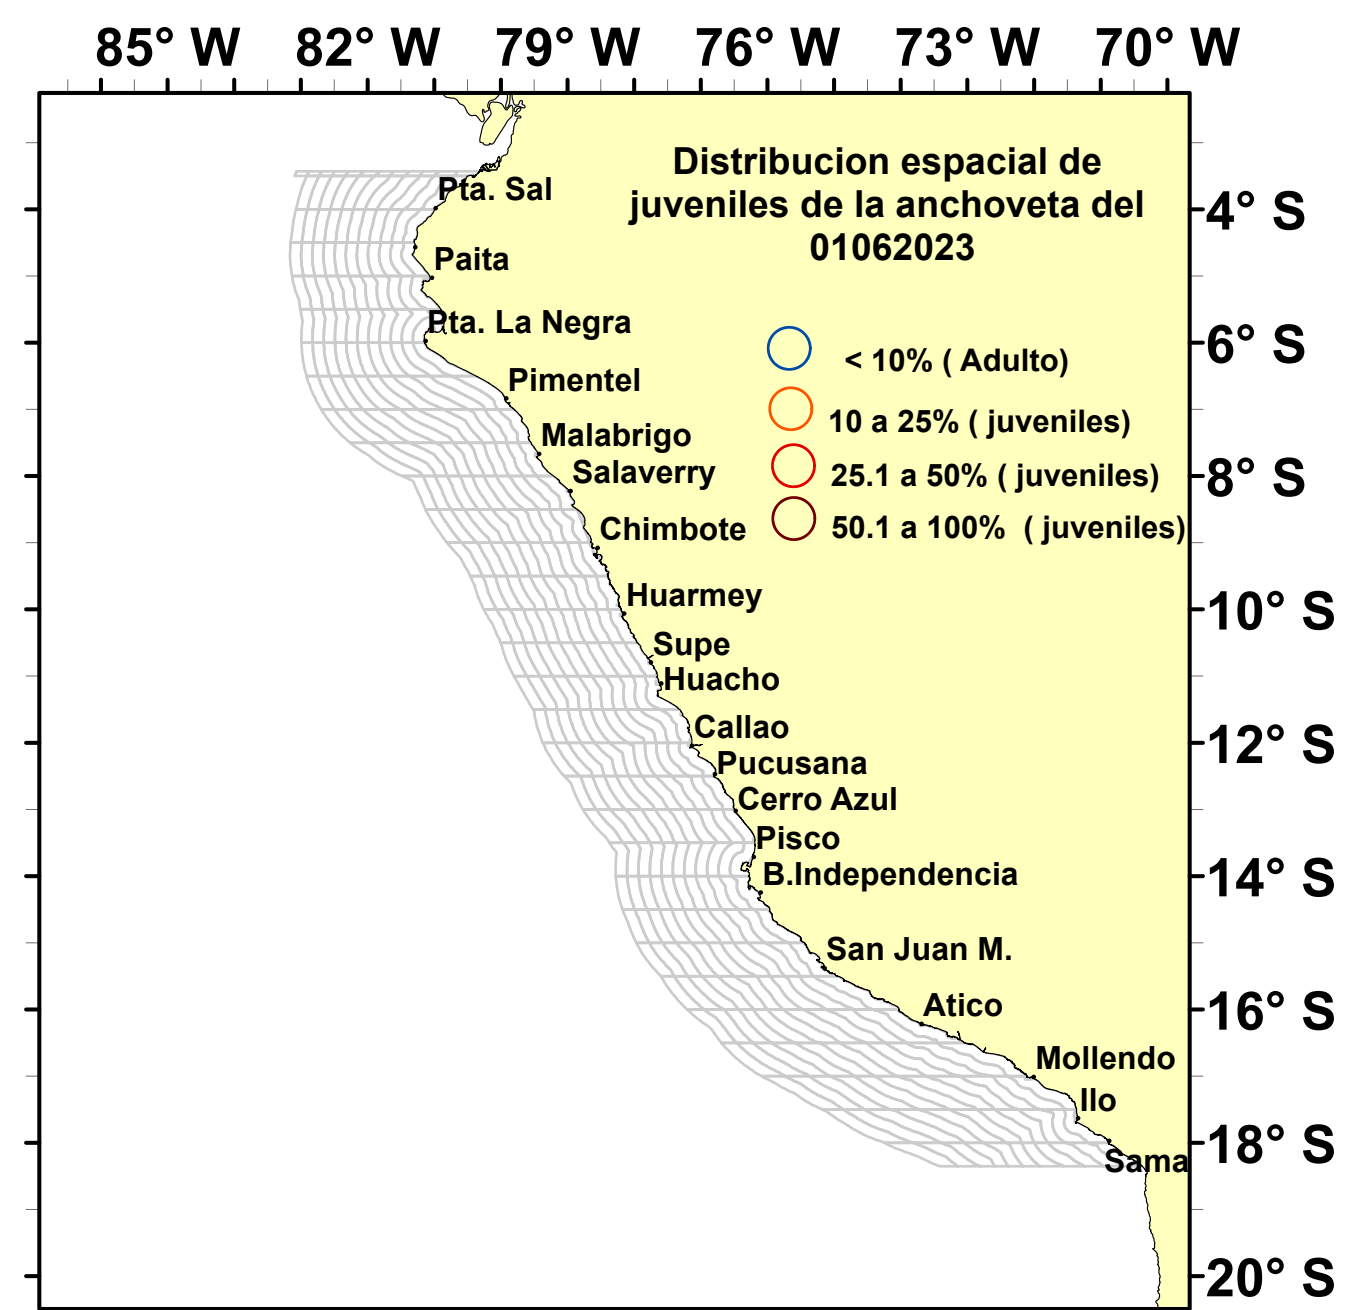 85° W 82° W 79° W 76° W 73° W 70° W
Distribucion espacial de
juveniles de la anchoveta del
01062023
Pta. Sal
4° S
Paita
Pta. La Negra
6° S
< 10% ( Adulto)
Pimentel
10 a 25% ( juveniles)
Malabrigo
Salaverry
25.1 a 50% ( juveniles)
8° S
Chimbote
50.1 a 100% ( juveniles)
Huarmey
10° S
Supe
Huacho
Callao
12° S
Pucusana
Cerro Azul
Pisco
B.Independencia
14° S
San Juan M.
Atico
16° S
Mollendo
Ilo
18° S
Sama
20° S